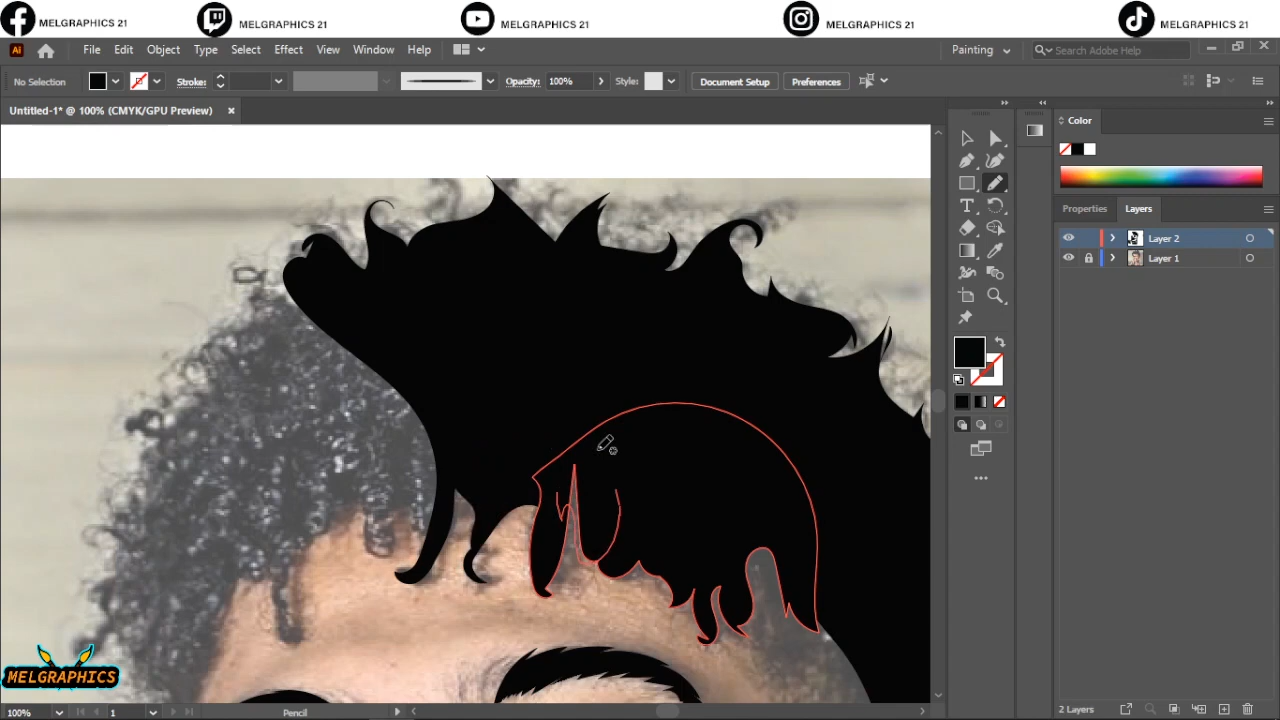 MELGRAPHICS 21 MELGRAPHICS 21 MELGRAPHICS 21 MELGRAPHICS 21 MELGRAPHICS 21
Ai File Edit Object Type Select Effect View Window Help Painting Search Adobe Help
No Selection Stroke: Opacity: 100% Style: Document Setup Preferences
Untitled-1* @ 100% (CMYK/GPU Preview)
Color
Properties Layers
Layer 2
Layer 1
MELGRAPHICS
100% 1 Pencil 2 Layers